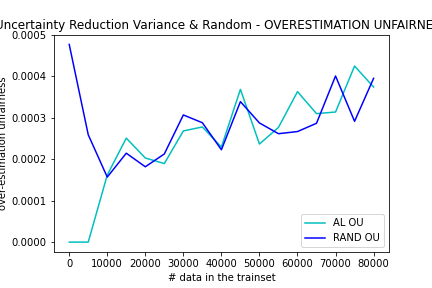 Uncertainty Reduction Variance & Random - OVERESTIMATION UNFAIRNE
over-estimation unfairness
0.0005
0.0004
0.0003
0.0002
0.0001
0.0000
AL OU
RAND OU
0 10000 20000 30000 40000 50000 60000 70000 80000
# data in the trainset